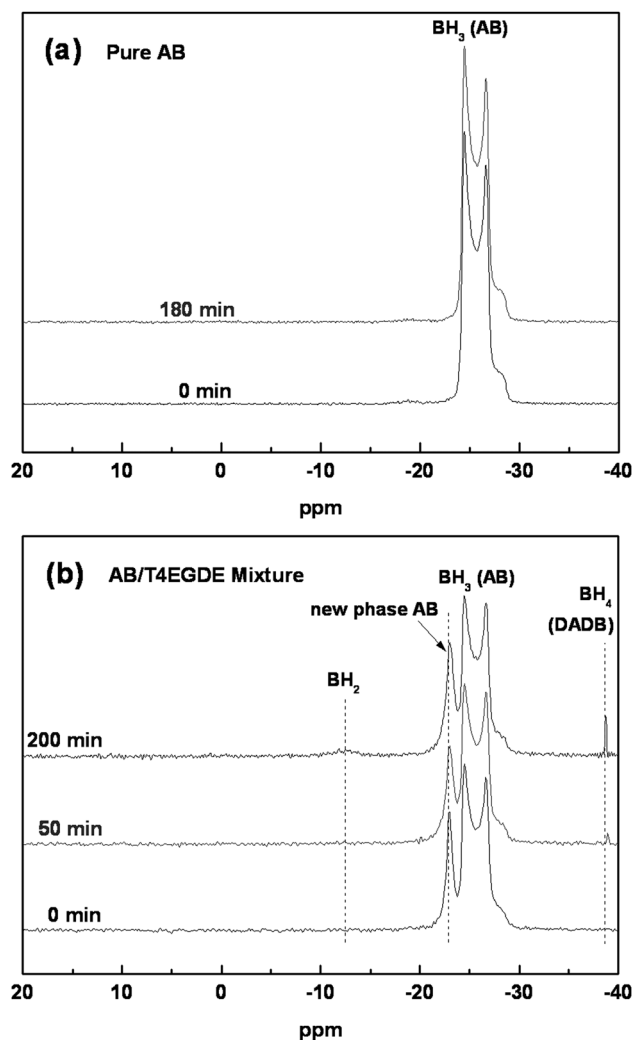 (a) Pure AB
BH3 (AB)
180 min
0 min
20 10 0 -10 -20 -30 -40
ppm
(b) AB/T4EGDE Mixture
BH3 (AB)
BH4
(DADB)
new phase AB
BH2
200 min
50 min
0 min
20 10 0 -10 -20 -30 -40
ppm